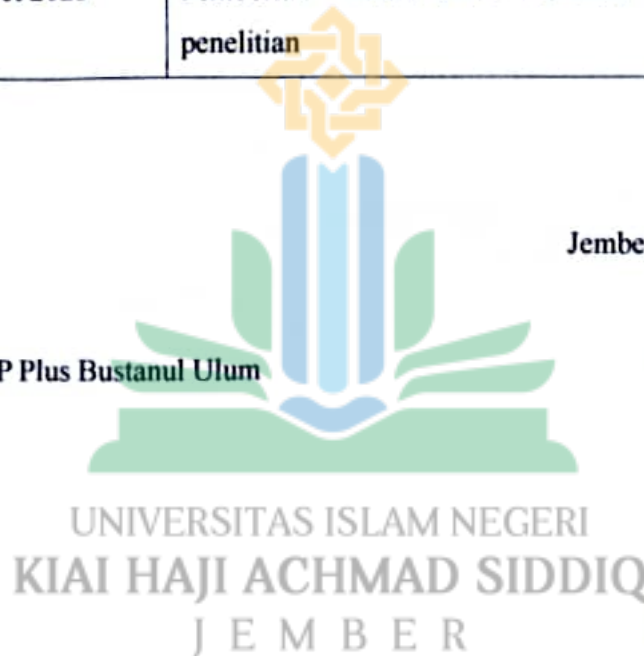 penelitian
Jembe
P Plus Bustanul Ulum
UNIVERSITAS ISLAM NEGERI
KIAI HAJI ACHMAD SIDDIQ
J E M B E R